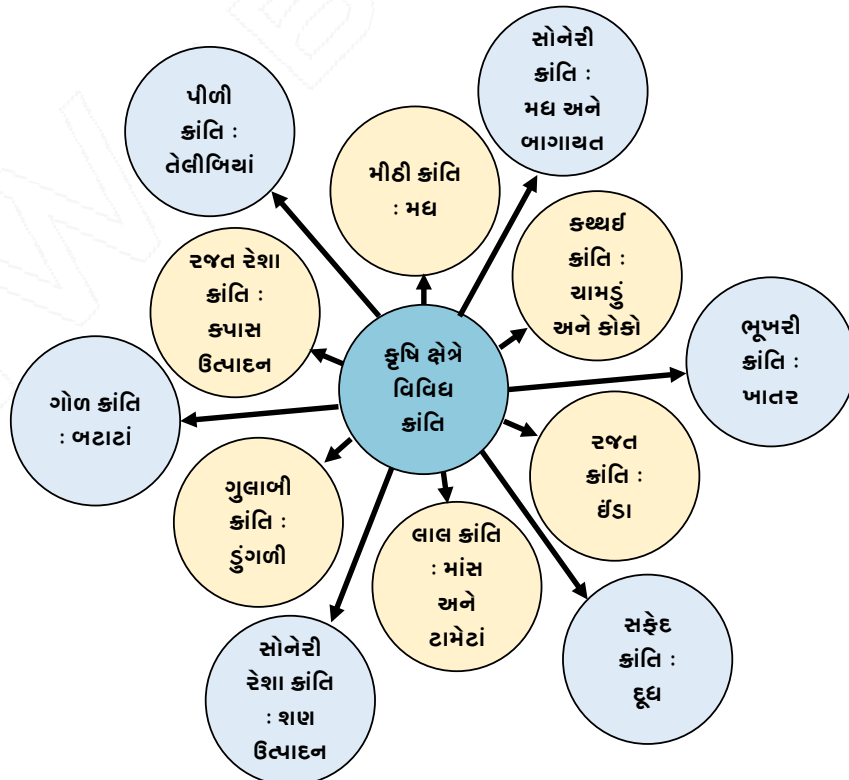 સોનેરી
ક્રાંતિ :
મધ અને
બાગાયત
પીળી
ક્રાંતિ :
તેલીબિયાં
મીઠી ક્રાંતિ
: મધ
કથ્થઈ
ક્રાંતિ :
ચામડું
અને કોકો
રજત રેશા
ક્રાંતિ :
કપાસ
ઉત્પાદન
ભૂખરી
ક્રાંતિ :
ખાતર
કૃષિ ક્ષેત્રે
વિવિધ
ક્રાંતિ
ગોળ ક્રાંતિ
: બટાટાં
રજત
ક્રાંતિ :
ઈંડા
ગુલાબી
ક્રાંતિ :
ડુંગળી
લાલ ક્રાંતિ
: માંસ
અને
ટામેટાં
સફેદ
ક્રાંતિ :
દૂધ
સોનેરી
રેશા ક્રાંતિ
: શણ
ઉત્પાદન